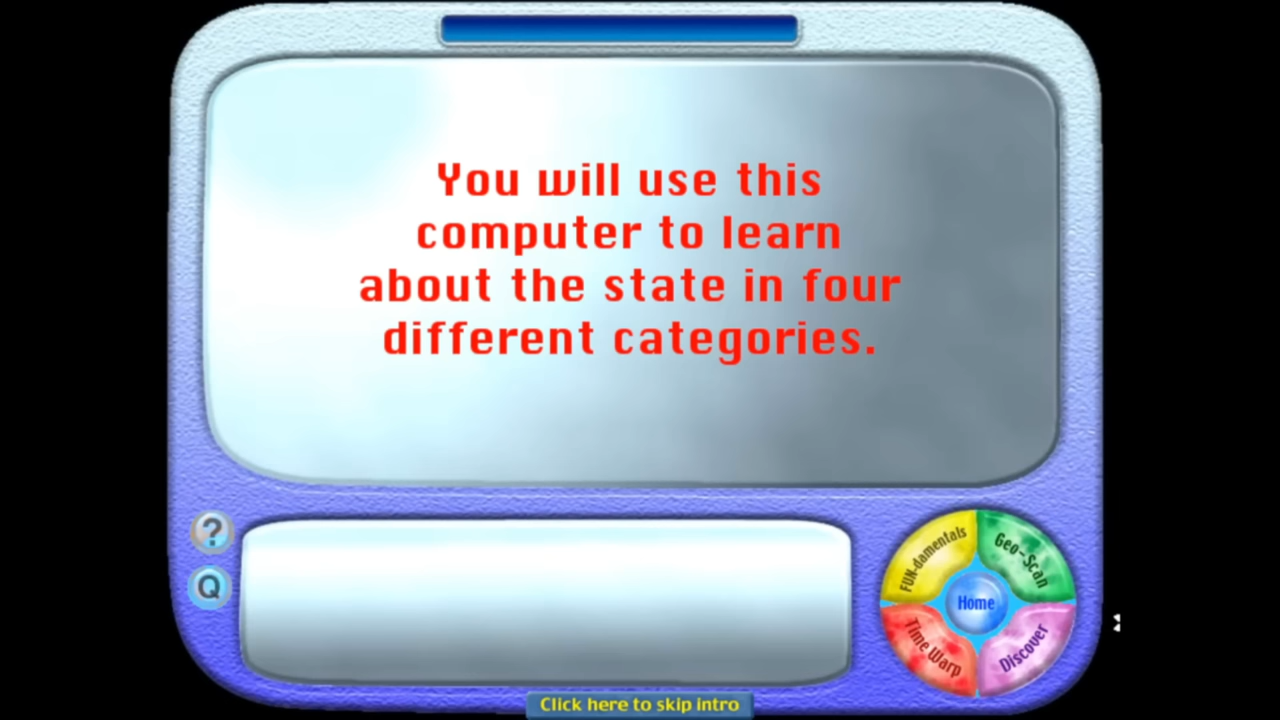 You will use this
computer to learn
about the state in four
different categories.
?
Q
FUN-damentals
Geo-Scan
Home
Time Warp
Discover
Click here to skip intro